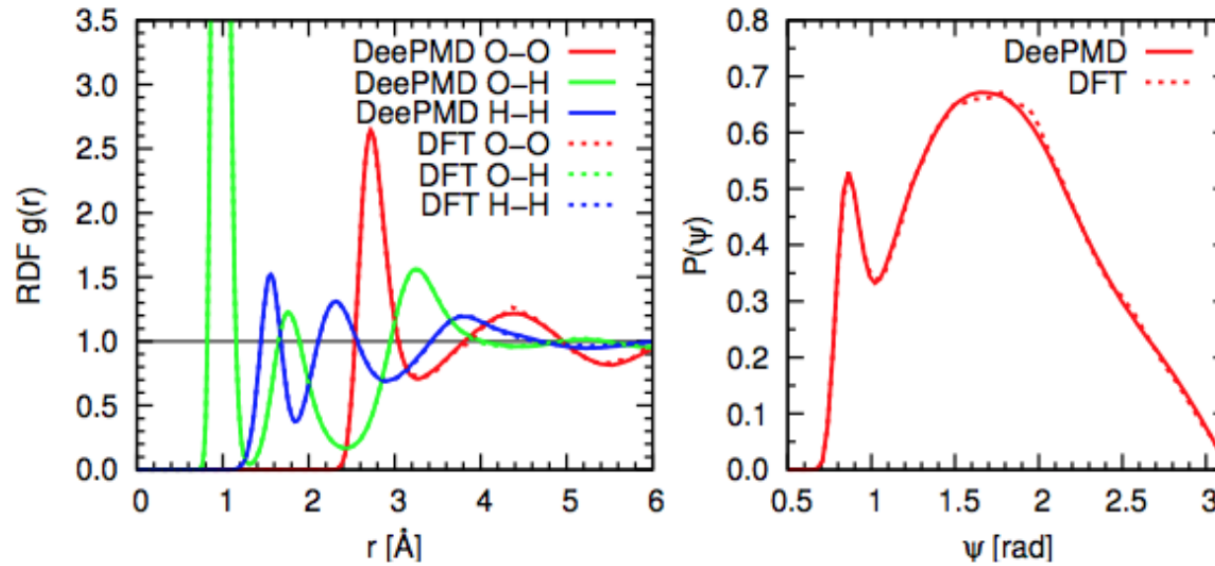 3.5
3.0
2.5
2.0
1.5
1.0
0.5
0.0
RDF g(r)
DeePMD O–O
DeePMD O–H
DeePMD H–H
DFT O–O
DFT O–H
DFT H–H
0 1 2 3 4 5 6
r [Å]
0.8
0.7
0.6
0.5
0.4
0.3
0.2
0.1
0.0
P(ψ)
DeePMD
DFT
0.5 1 1.5 2 2.5 3
ψ [rad]